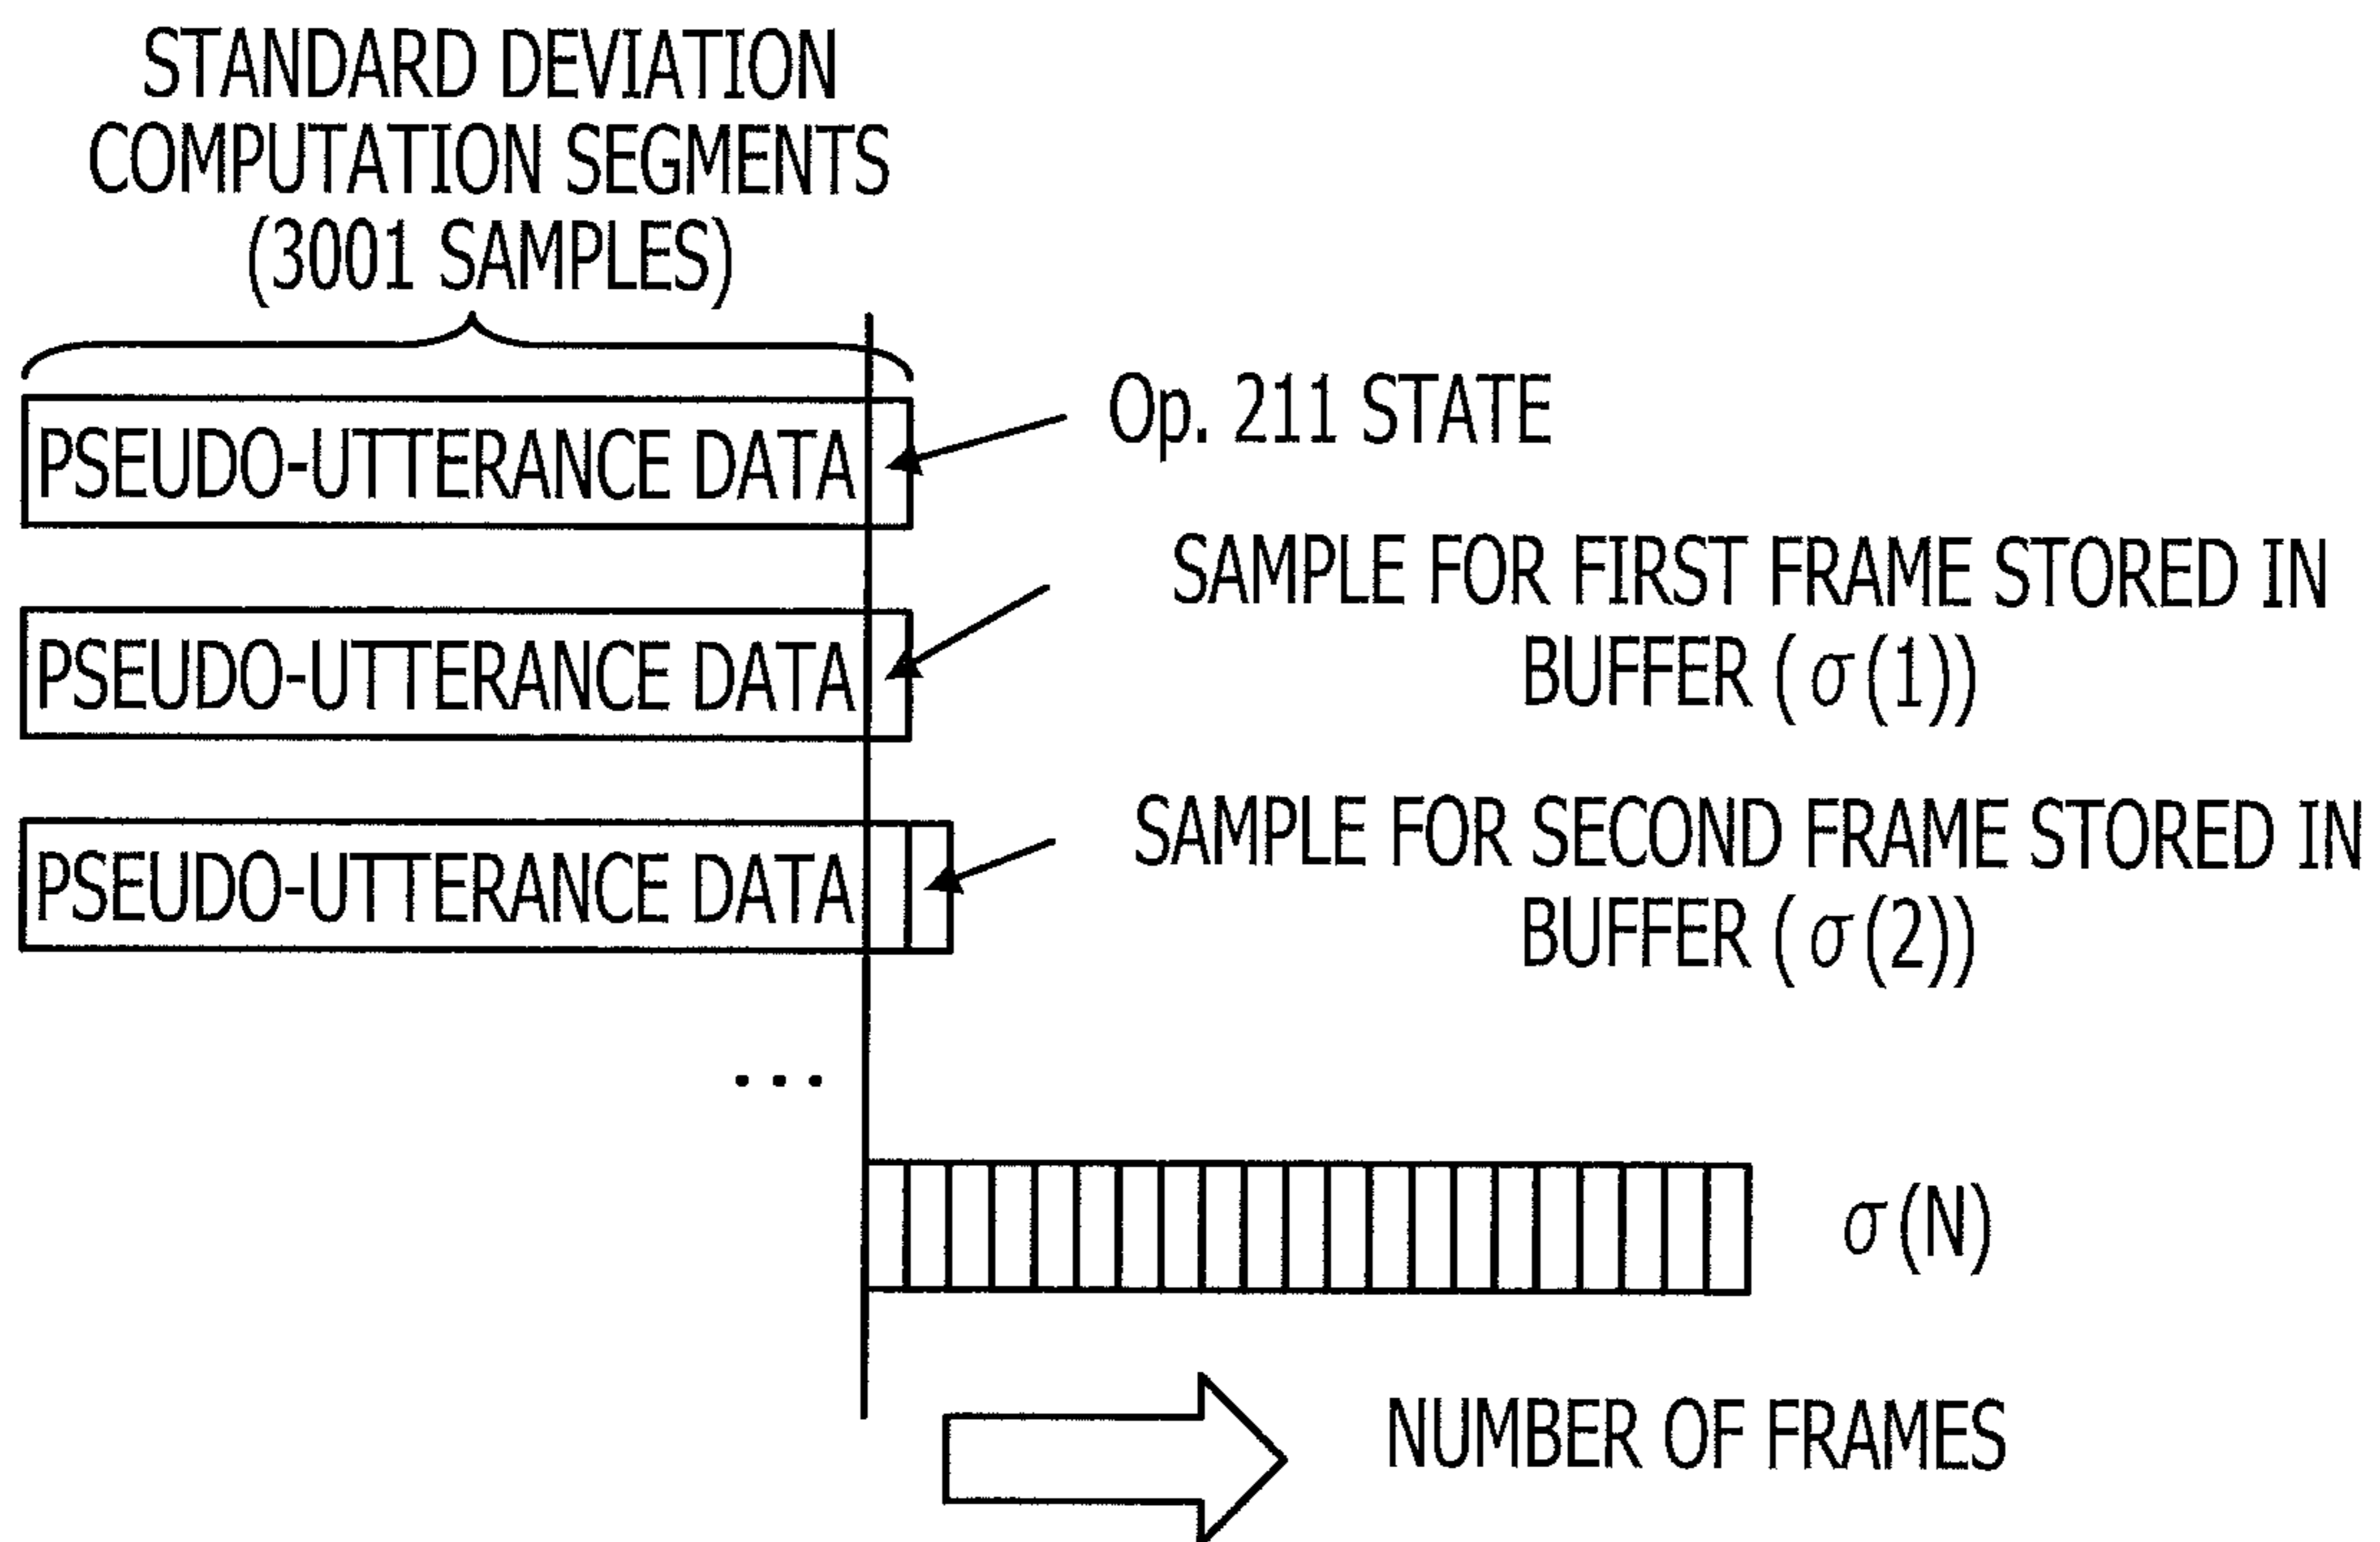 STANDARD DEVIATION
COMPUTATION SEGMENTS
(3001 SAMPLES)
PSEUDO-UTTERANCE DATA
Op. 211 STATE
SAMPLE FOR FIRST FRAME STORED IN
BUFFER (σ(1))
PSEUDO-UTTERANCE DATA
SAMPLE FOR SECOND FRAME STORED IN
BUFFER (σ(2))
PSEUDO-UTTERANCE DATA
...
σ(N)
NUMBER OF FRAMES